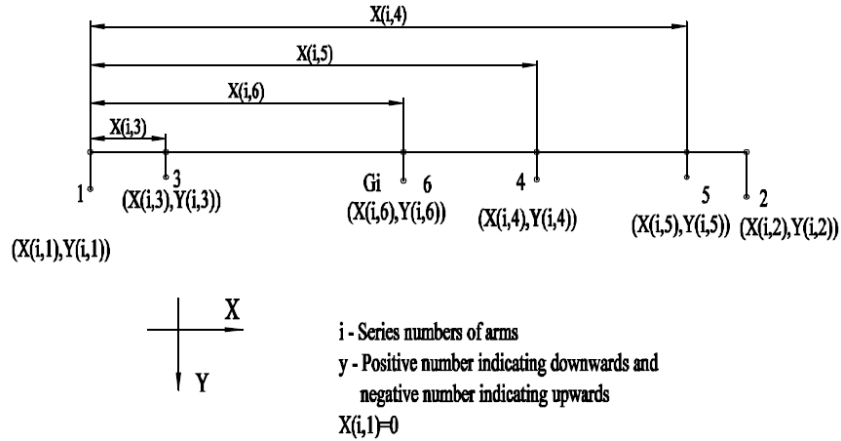 X(i,4)
X(i,5)
X(i,6)
X(i,3)
1
3
Gi 6
4
5
2
(X(i,3),Y(i,3))
(X(i,6),Y(i,6))
(X(i,4),Y(i,4))
(X(i,5),Y(i,5))
(X(i,2),Y(i,2))
(X(i,1),Y(i,1))
X
Y
i - Series numbers of arms
y - Positive number indicating downwards and
negative number indicating upwards
X(i,1)=0